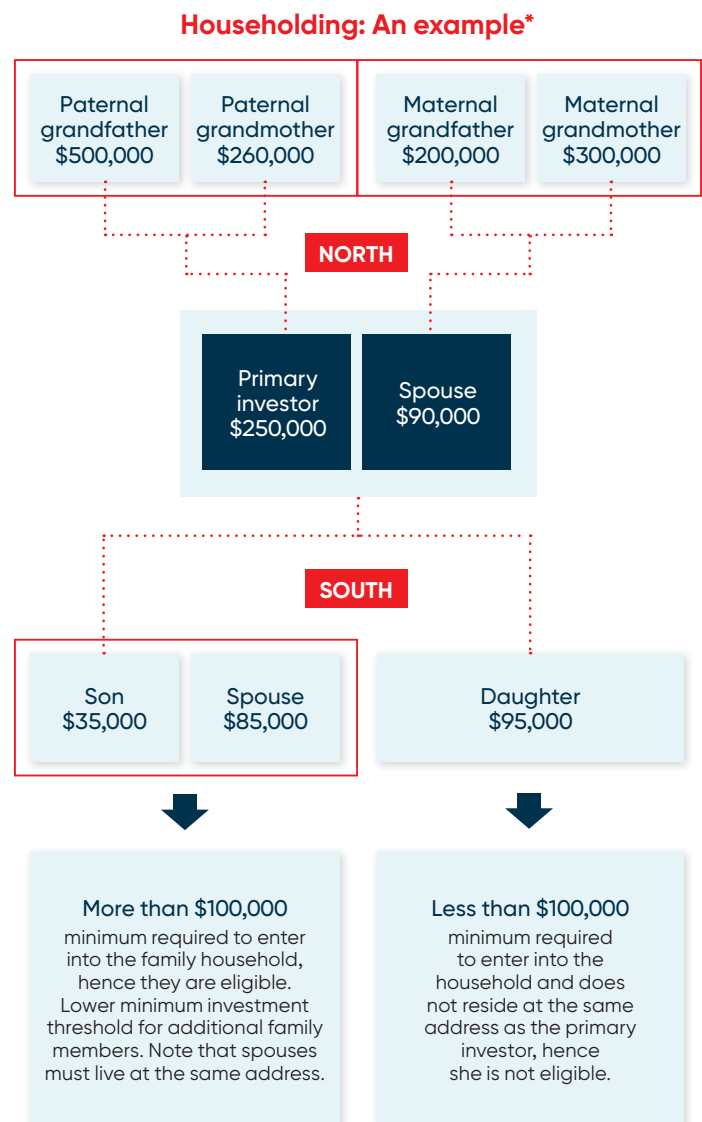 Householding: An example*
Paternal
grandfather
$500,000
Paternal
grandmother
$260,000
Maternal
grandfather
$200,000
Maternal
grandmother
$300,000
NORTH
Primary
investor
$250,000
Spouse
$90,000
SOUTH
Son
$35,000
Spouse
$85,000
Daughter
$95,000
More than $100,000
minimum required to enter
into the family household,
hence they are eligible.
Lower minimum investment
threshold for additional family
members. Note that spouses
must live at the same address.
Less than $100,000
minimum required
to enter into the
household and does
not reside at the same
address as the primary
investor, hence
she is not eligible.